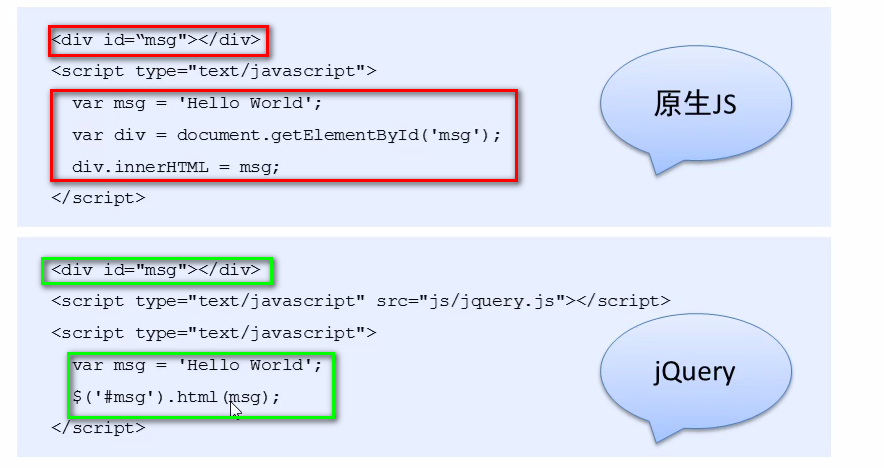 <div id=“msg"></div>
<script type="text/javascript">
var msg = 'Hello World';
var div = document.getElementById('msg');
div.innerHTML = msg;
</script>
原生JS
<div id="msg"></div>
<script type="text/javascript" src="js/jquery.js"></script>
<script type="text/javascript">
var msg = 'Hello World';
$('#msg').html(msg);
</script>
jQuery